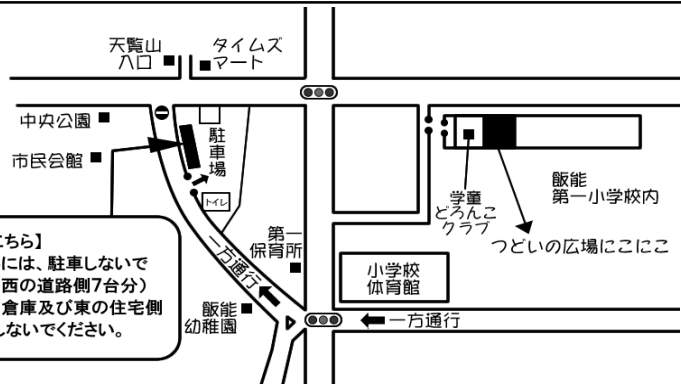 天覧山
入口
タイムズ
マート
中央公園
市民会館
駐車場
トイレ
学童
どろんこ
クラブ
飯能
第一小学校内
つどいの広場にこにこ
第一
保育所
一方通行
小学校
体育館
飯能
幼稚園
一方通行
こちら】
には、駐車しないで
西の道路側7台分)
倉庫及び東の住宅側
しないでください。